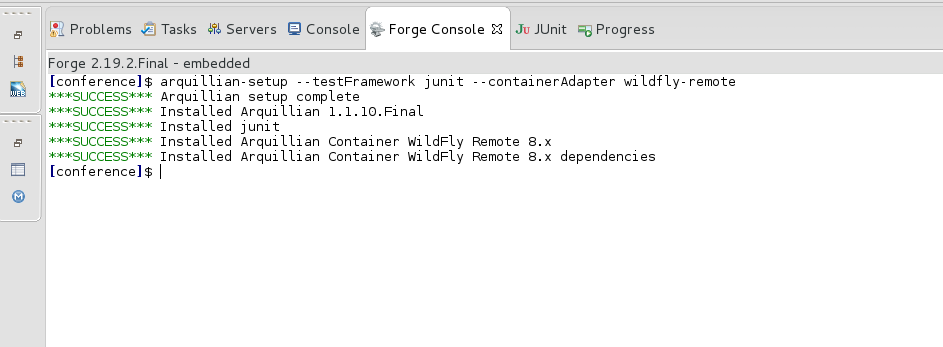 Problems Tasks Servers Console Forge Console JU JUnit Progress
Forge 2.19.2.Final - embedded
[conference]$ arquillian-setup --testFramework junit --containerAdapter wildfly-remote
***SUCCESS*** Arquillian setup complete
***SUCCESS*** Installed Arquillian 1.1.10.Final
***SUCCESS*** Installed junit
***SUCCESS*** Installed Arquillian Container WildFly Remote 8.x
***SUCCESS*** Installed Arquillian Container WildFly Remote 8.x dependencies
[conference]$
WEB
M